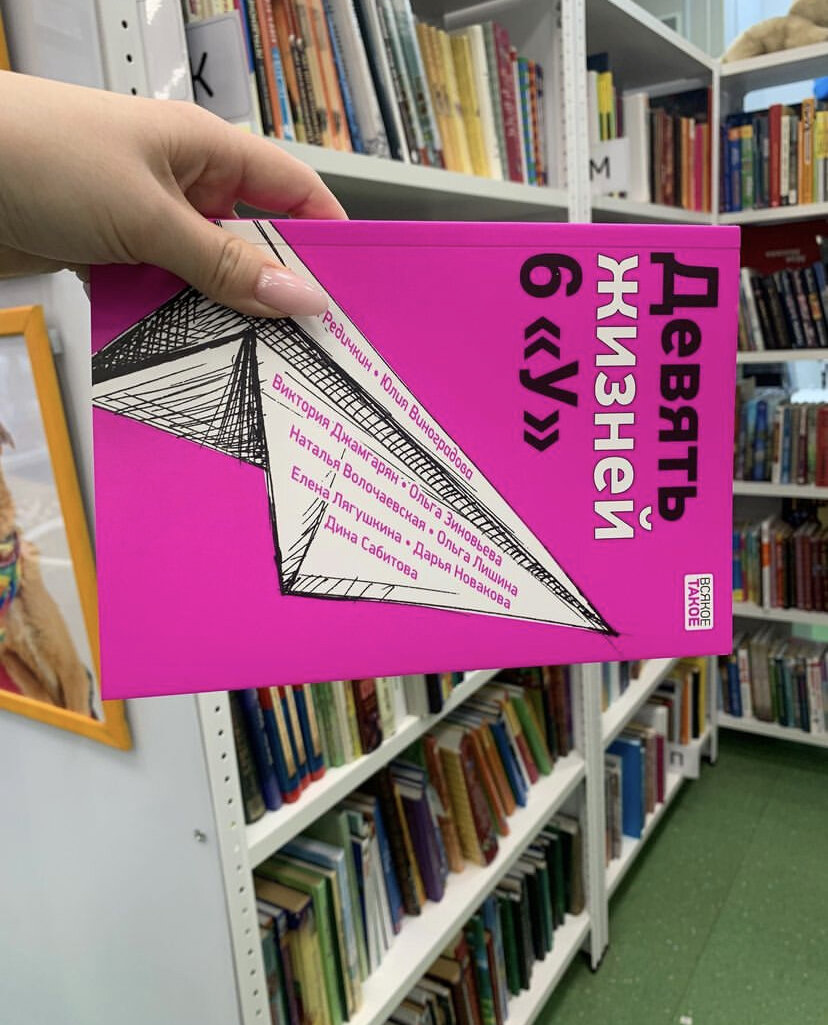 К
М
П
Девять
жизней
6 «У»
Редичкин • Юлия Виноградова
Виктория Джамгарян • Ольга Зиновьева
Наталья Волочаевская • Ольга Лишина
Елена Лягушкина • Дарья Новакова
Дина Сабитова
ВСЯКОЕ
ТАКОЕ